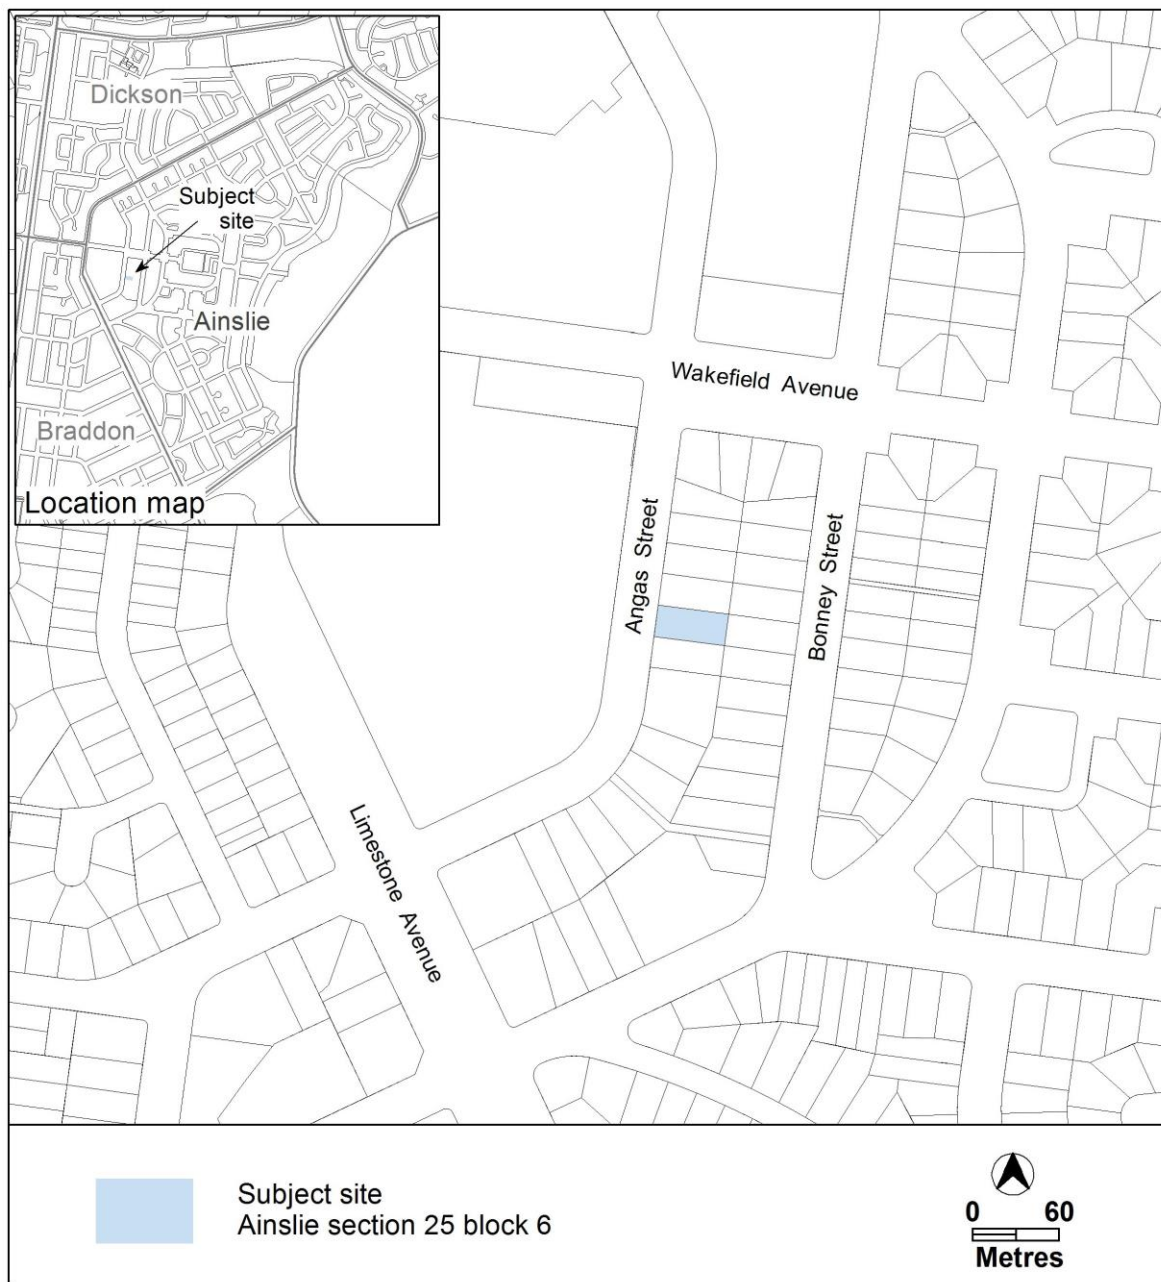 Dickson
Subject
site
Ainslie
Braddon
Location map
Wakefield Avenue
Angas Street
Bonney Street
Limestone Avenue
Subject site
Ainslie section 25 block 6
0 60
Metres